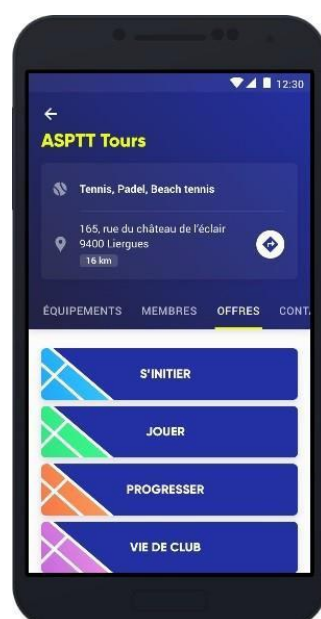 12:30
ASPTT Tours
Tennis, Padel, Beach tennis
165, rue du château de l'éclair
9400 Liergues
16 km
ÉQUIPEMENTS MEMBRES OFFRES CONTA
S'INITIER
JOUER
PROGRESSER
VIE DE CLUB